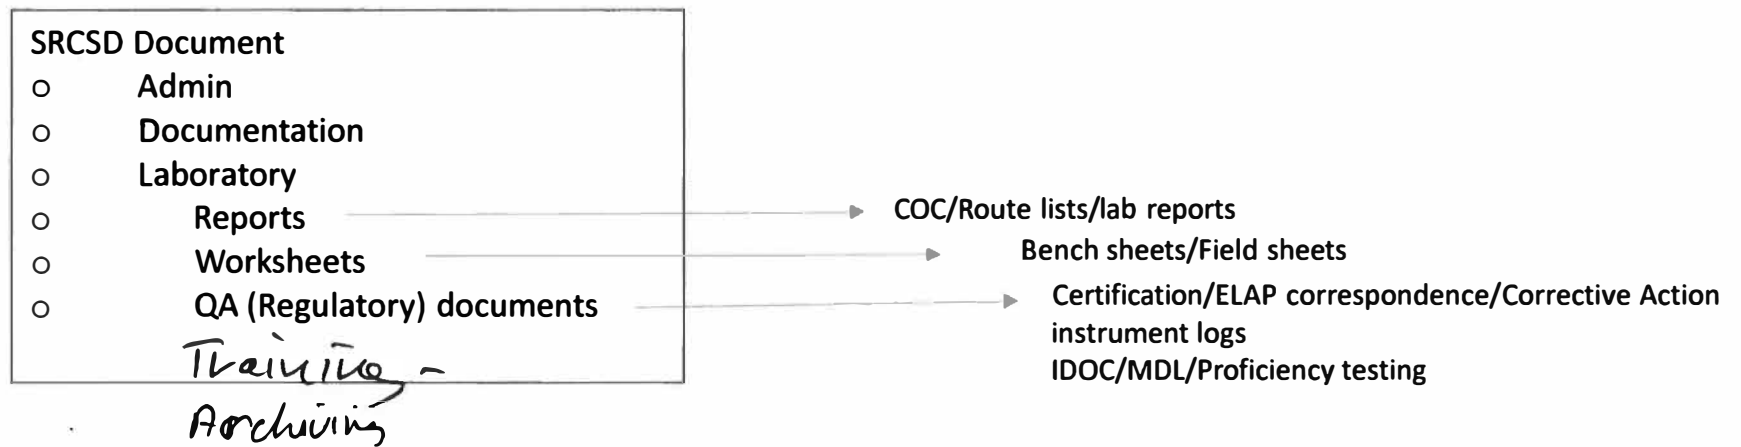 SRCSD Document
o Admin
o Documentation
o Laboratory
o Reports COC/Route lists/lab reports
o Worksheets Bench sheets/Field sheets
o QA (Regulatory) documents Certification/ELAP correspondence/Corrective Action
instrument logs
Training -
IDOC/MDL/Proficiency testing
Archiving